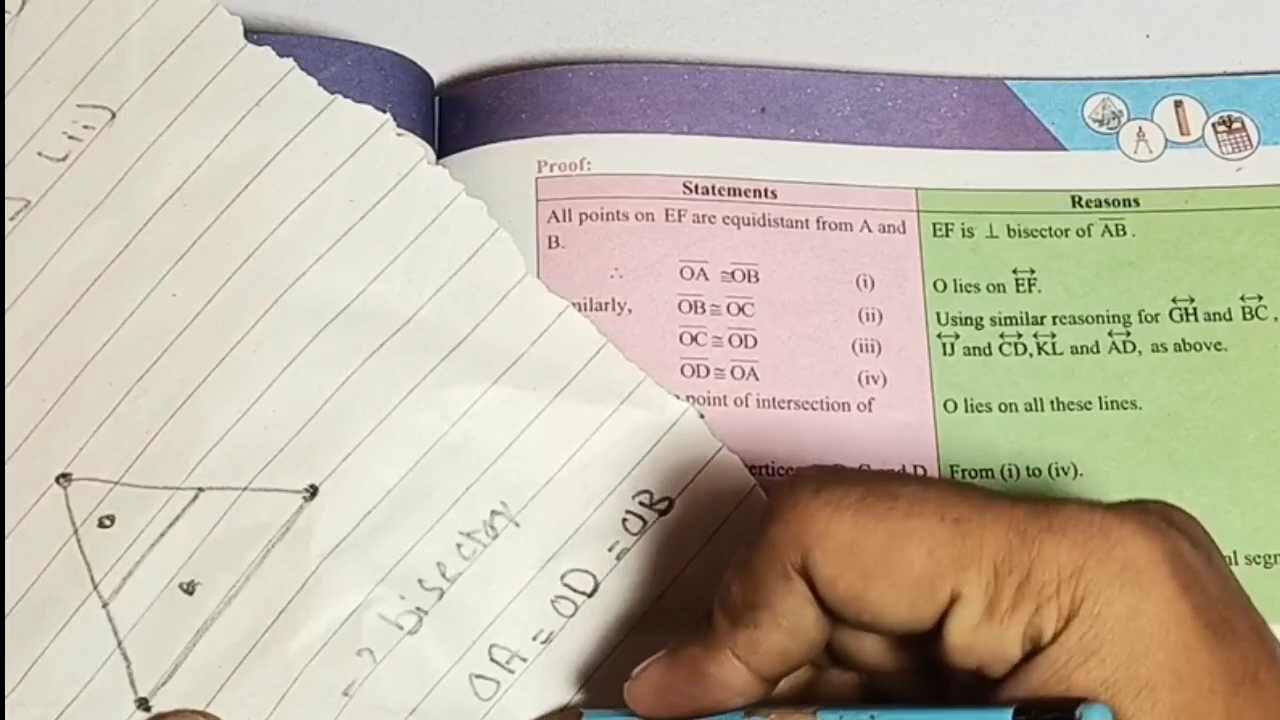 Proof:
Statements
Reasons
All points on EF are equidistant from A and
B.
EF is ⊥ bisector of AB.
∴ OA ≅ OB (i)
O lies on EF.
OB ≅ OC (ii)
Using similar reasoning for GH and BC,
OC ≅ OD (iii)
IJ and CD, KL and AD, as above.
OD ≅ OA (iv)
point of intersection of
O lies on all these lines.
From (i) to (iv).
(ii)
bisector
OA = OD = OB